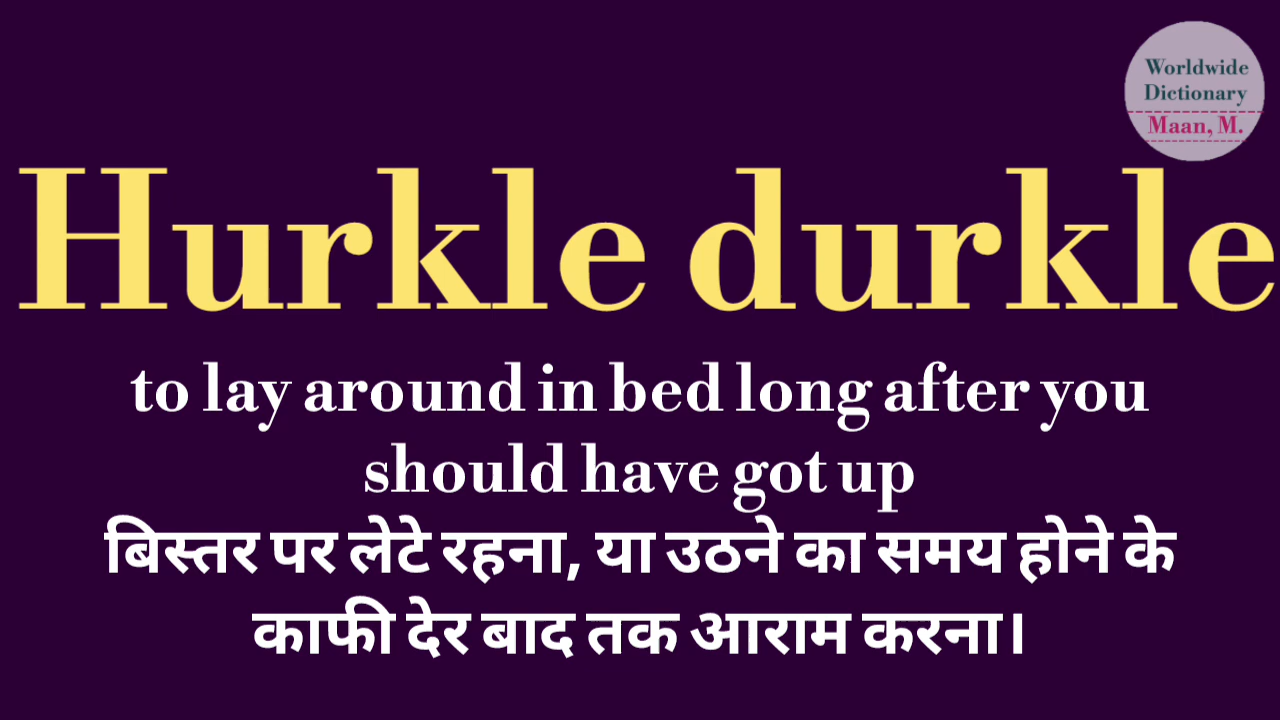 Worldwide
Dictionary
Maan, M.
Hurkle durkle
to lay around in bed long after you
should have got up
बिस्तर पर लेटे रहना, या उठने का समय होने के
काफी देर बाद तक आराम करना।